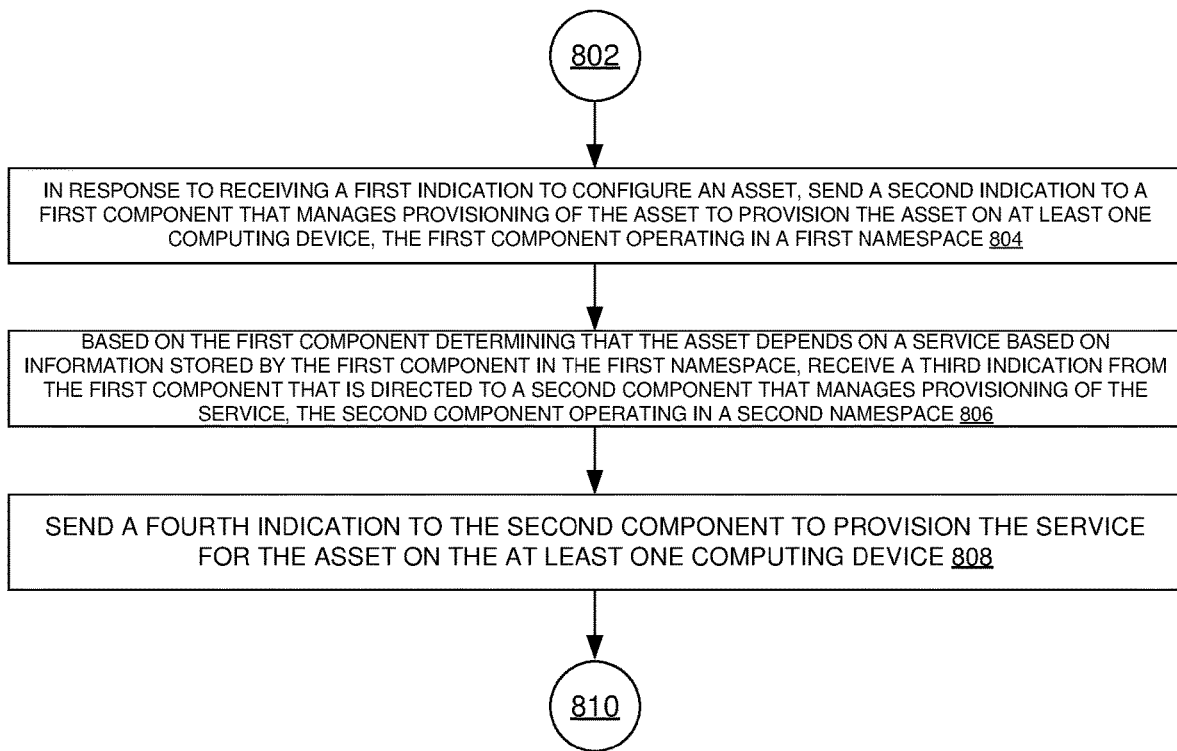 802
IN RESPONSE TO RECEIVING A FIRST INDICATION TO CONFIGURE AN ASSET, SEND A SECOND INDICATION TO A
FIRST COMPONENT THAT MANAGES PROVISIONING OF THE ASSET TO PROVISION THE ASSET ON AT LEAST ONE
COMPUTING DEVICE, THE FIRST COMPONENT OPERATING IN A FIRST NAMESPACE 804
BASED ON THE FIRST COMPONENT DETERMINING THAT THE ASSET DEPENDS ON A SERVICE BASED ON
INFORMATION STORED BY THE FIRST COMPONENT IN THE FIRST NAMESPACE, RECEIVE A THIRD INDICATION FROM
THE FIRST COMPONENT THAT IS DIRECTED TO A SECOND COMPONENT THAT MANAGES PROVISIONING OF THE
SERVICE, THE SECOND COMPONENT OPERATING IN A SECOND NAMESPACE 806
SEND A FOURTH INDICATION TO THE SECOND COMPONENT TO PROVISION THE SERVICE
FOR THE ASSET ON THE AT LEAST ONE COMPUTING DEVICE 808
810